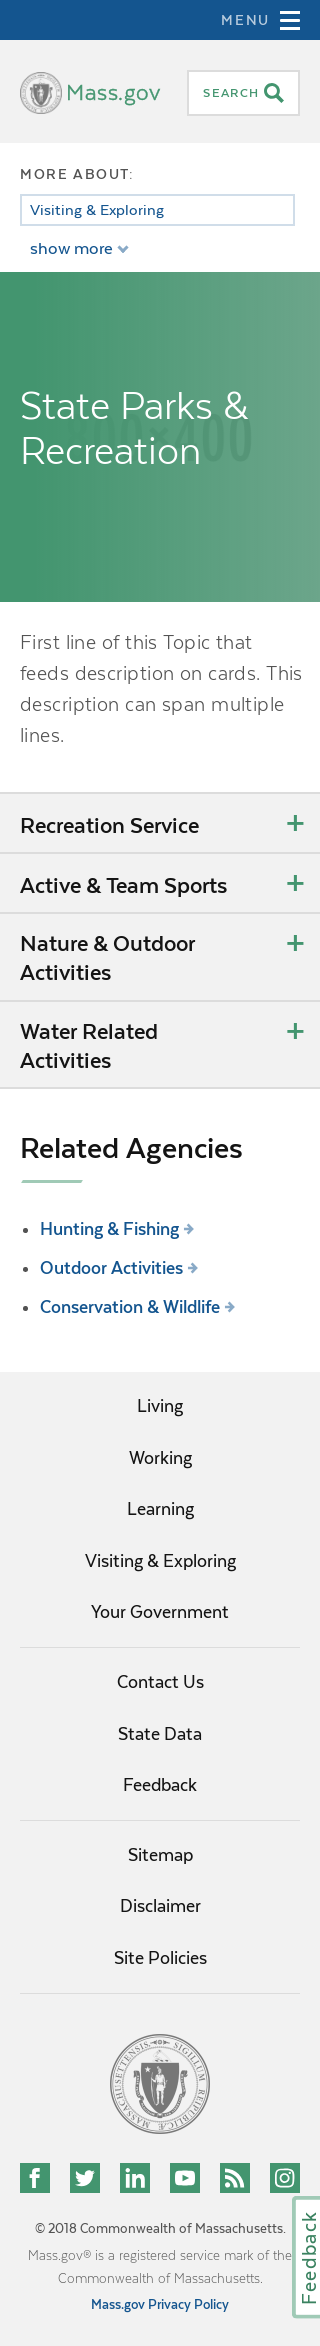 MENU
Mass.gov
SEARCH
MORE ABOUT:
Visiting & Exploring
show more
State Parks &
Recreation
First line of this Topic that
feeds description on cards. This
description can span multiple
lines.
Recreation Service
Active & Team Sports
Nature & Outdoor
Activities
Water Related
Activities
Related Agencies
Hunting & Fishing
Outdoor Activities
Conservation & Wildlife
Living
Working
Learning
Visiting & Exploring
Your Government
Contact Us
State Data
Feedback
Sitemap
Disclaimer
Site Policies
© 2018 Commonwealth of Massachusetts.
Mass.gov® is a registered service mark of the
Commonwealth of Massachusetts.
Mass.gov Privacy Policy
Feedback